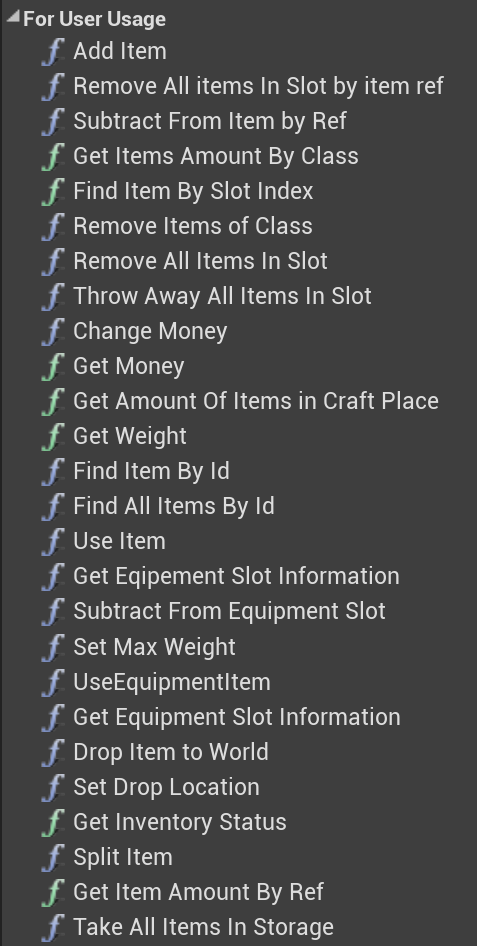 For User Usage
Add Item
Remove All items In Slot by item ref
Subtract From Item by Ref
Get Items Amount By Class
Find Item By Slot Index
Remove Items of Class
Remove All Items In Slot
Throw Away All Items In Slot
Change Money
Get Money
Get Amount Of Items in Craft Place
Get Weight
Find Item By Id
Find All Items By Id
Use Item
Get Eqipement Slot Information
Subtract From Equipment Slot
Set Max Weight
UseEquipmentItem
Get Equipment Slot Information
Drop Item to World
Set Drop Location
Get Inventory Status
Split Item
Get Item Amount By Ref
Take All Items In Storage